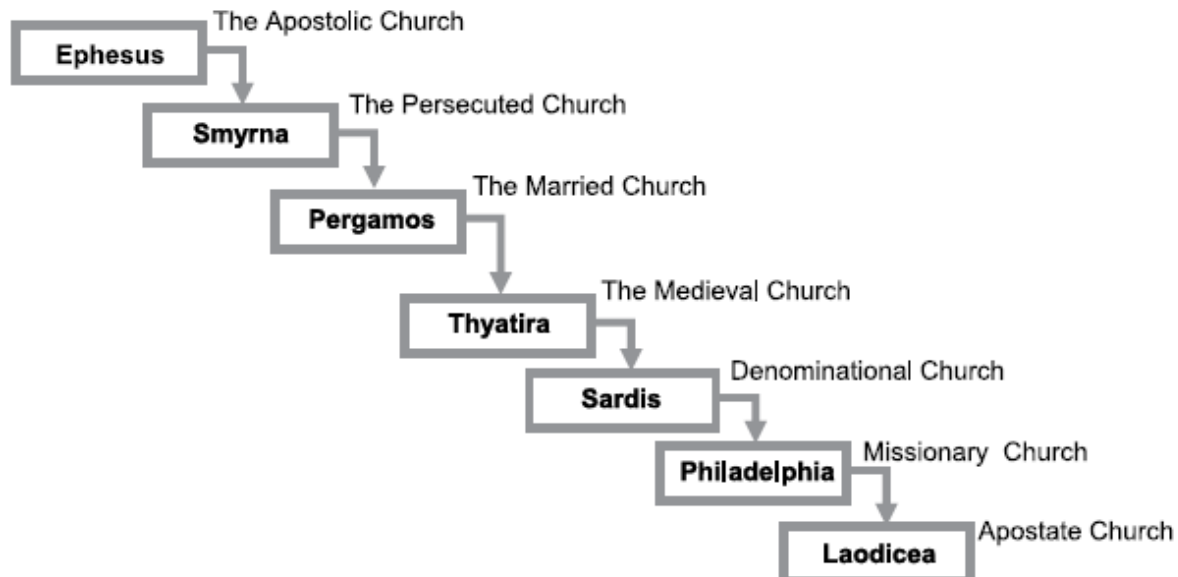 The Apostolic Church
Ephesus
The Persecuted Church
Smyrna
The Married Church
Pergamos
The Medieval Church
Thyatira
Denominational Church
Sardis
Missionary Church
Philadelphia
Apostate Church
Laodicea